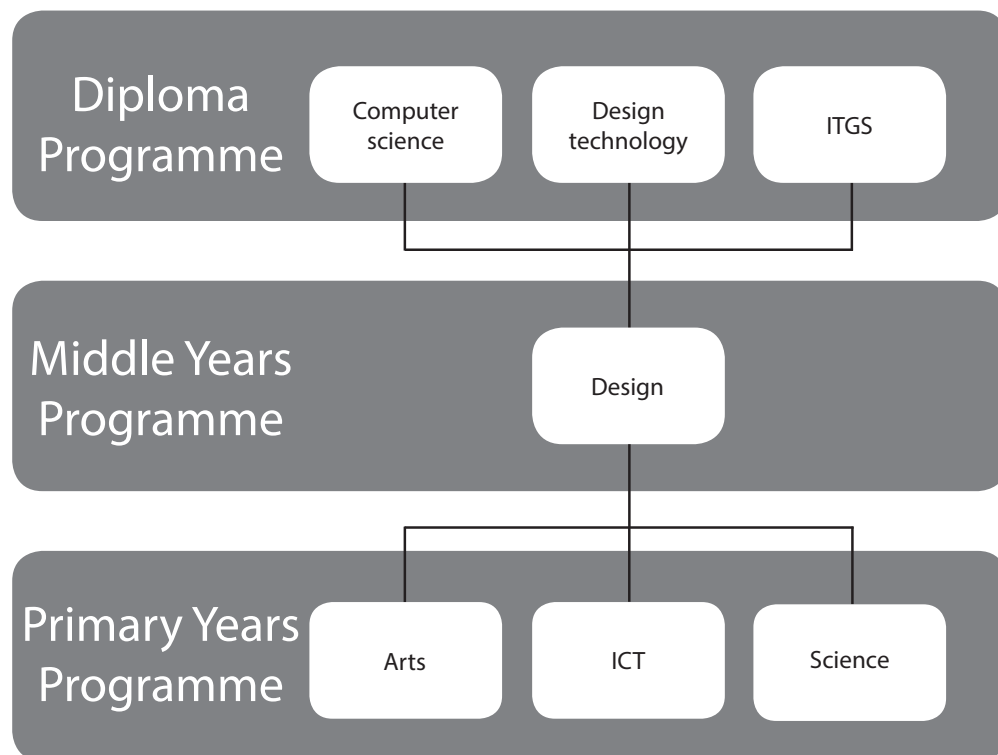 Diploma
Programme
Computer
science
Design
technology
ITGS
Middle Years
Programme
Design
Primary Years
Programme
Arts
ICT
Science